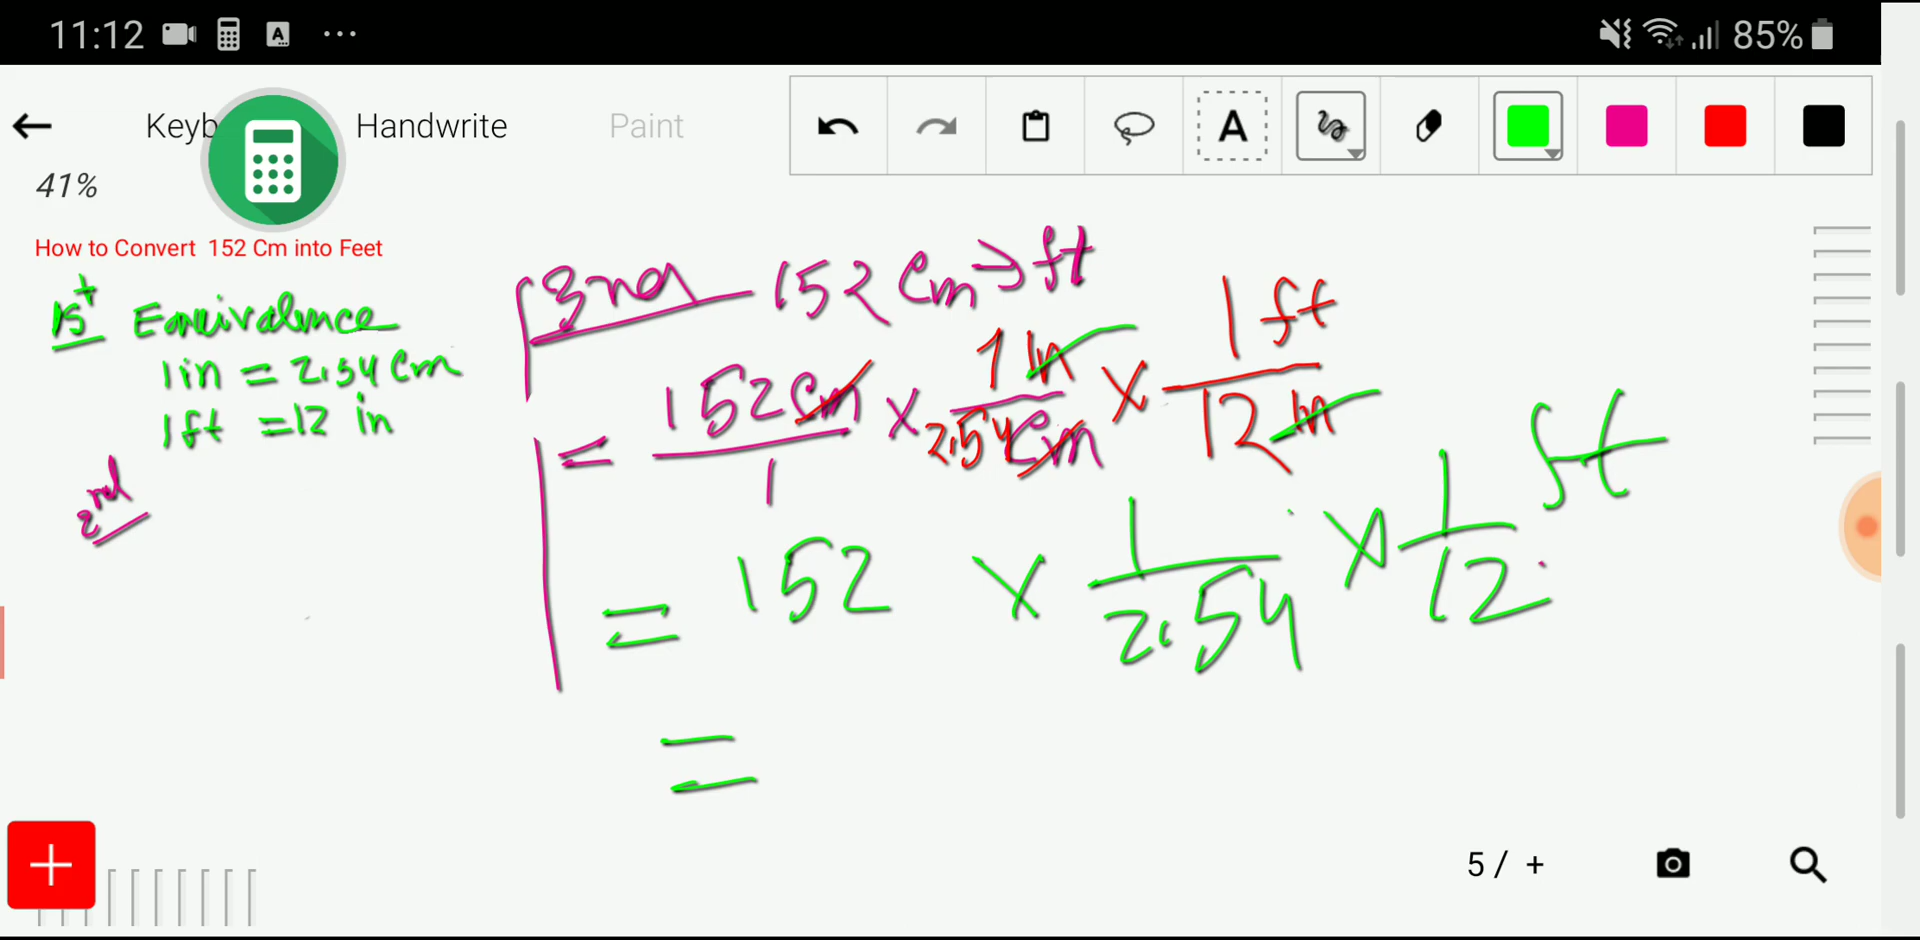 11:12 ... 85%
Keyb Handwrite Paint A
41%
How to Convert 152 Cm into Feet
1st Equivalence
1in = 2.54 Cm
1ft = 12 in
2nd
152 Cm → ft
= 152 Cm/1 × 1 in/2.54 Cm × 1 ft/12 in
= 152 × 1/2.54 × 1/12 ft
=
5 / +